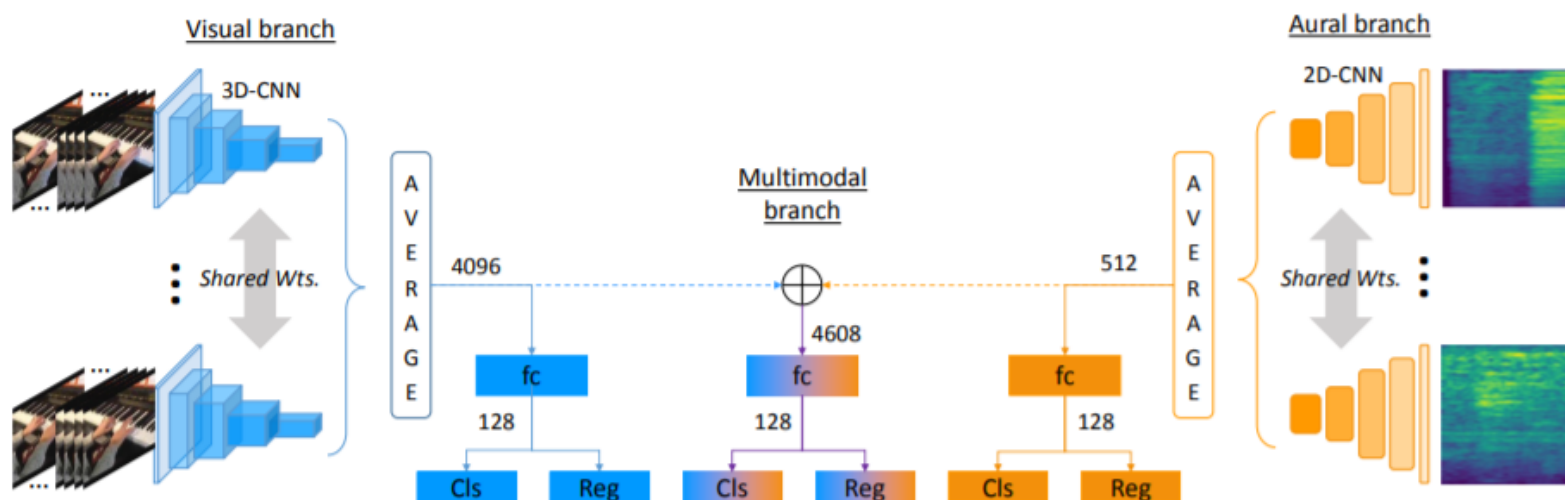 Visual branch
Aural branch
3D-CNN
2D-CNN
...
...
Shared Wts.
Shared Wts.
...
...
A
V
E
R
A
G
E
A
V
E
R
A
G
E
Multimodal
branch
4096
512
4608
fc
fc
fc
128
128
128
Cls
Reg
Cls
Reg
Cls
Reg